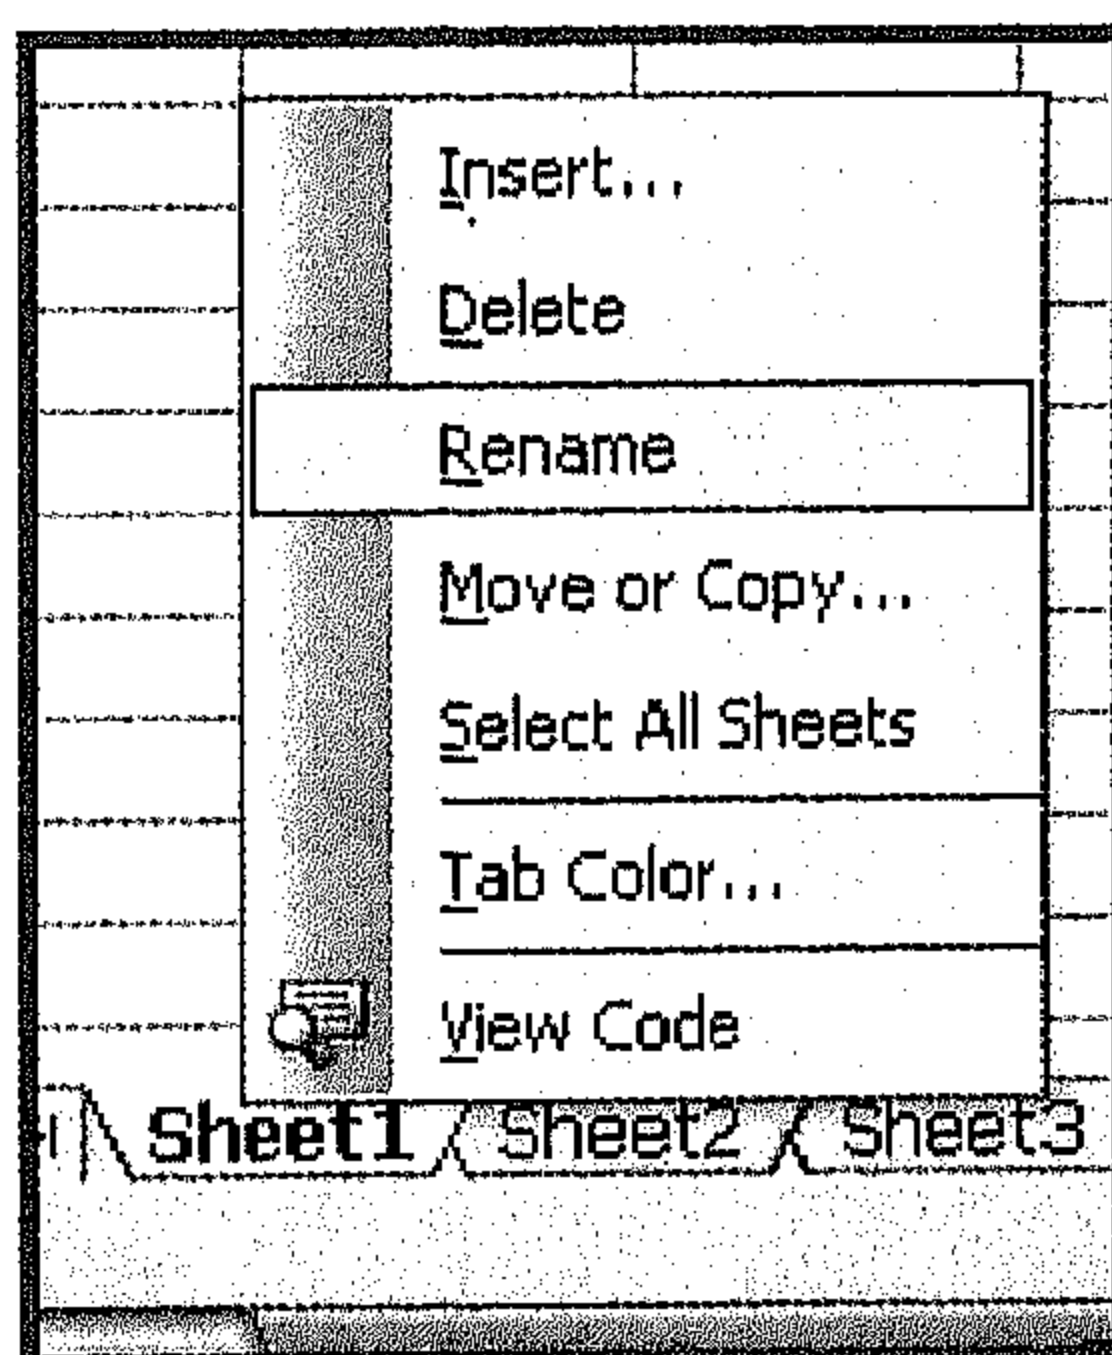 Insert...
Delete
Rename
Move or Copy...
Select All Sheets
Tab Color...
View Code
Sheet1 Sheet2 Sheet3